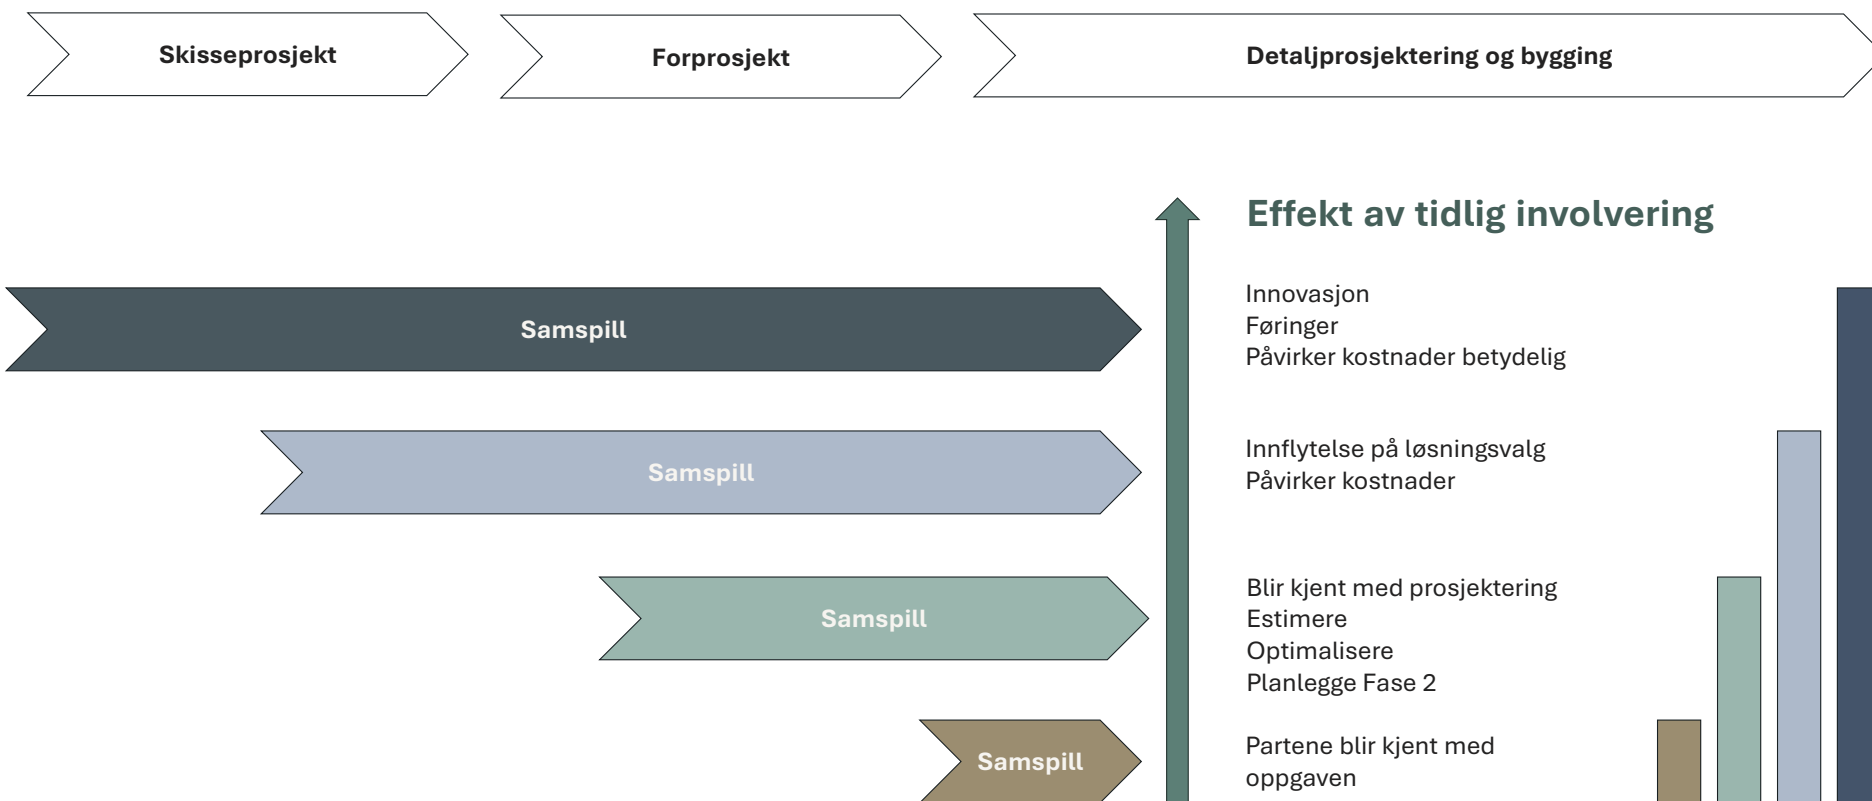 Skisseprosjekt
Forprosjekt
Detaljprosjektering og bygging
Effekt av tidlig involvering
Samspill
Innovasjon
Føringer
Påvirker kostnader betydelig
Samspill
Innflytelse på løsningsvalg
Påvirker kostnader
Samspill
Blir kjent med prosjektering
Estimere
Optimalisere
Planlegge Fase 2
Samspill
Partene blir kjent med
oppgaven